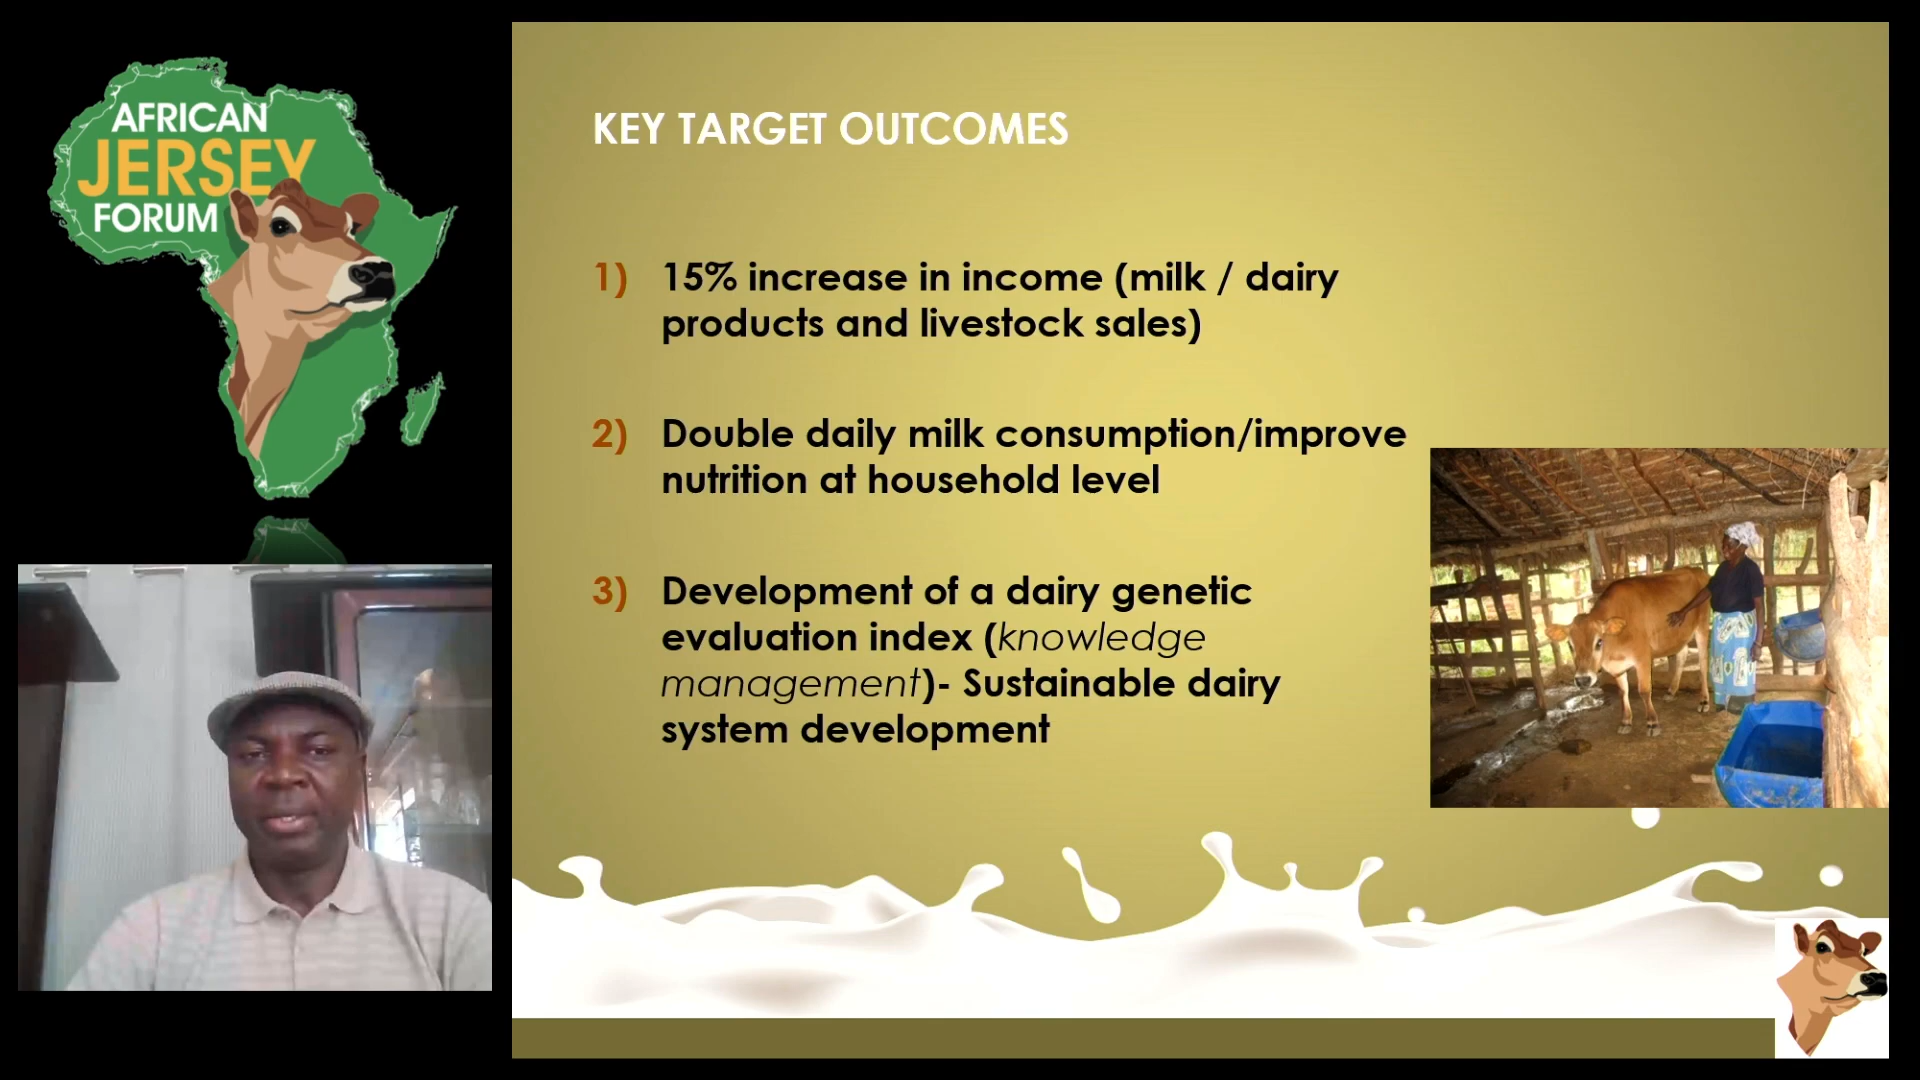 AFRICAN
JERSEY
FORUM
KEY TARGET OUTCOMES
1) 15% increase in income (milk / dairy
products and livestock sales)
2) Double daily milk consumption/improve
nutrition at household level
3) Development of a dairy genetic
evaluation index (knowledge
management)- Sustainable dairy
system development